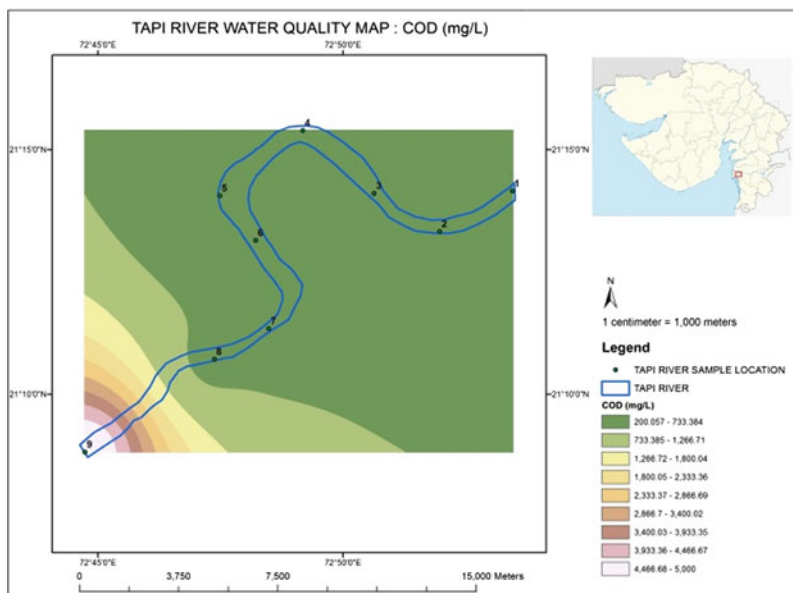 TAPI RIVER WATER QUALITY MAP : COD (mg/L)
72°45'0"E
72°50'0"E
21°15'0"N
21°15'0"N
4
5
3
1
2
6
7
8
9
21°10'0"N
21°10'0"N
72°45'0"E
72°50'0"E
0 3,750 7,500 15,000 Meters
N
1 centimeter = 1,000 meters
Legend
TAPI RIVER SAMPLE LOCATION
TAPI RIVER
COD (mg/L)
200.057 - 733.384
733.385 - 1,266.71
1,266.72 - 1,800.04
1,800.05 - 2,333.36
2,333.37 - 2,866.69
2,866.7 - 3,400.02
3,400.03 - 3,933.35
3,933.36 - 4,466.67
4,466.68 - 5,000